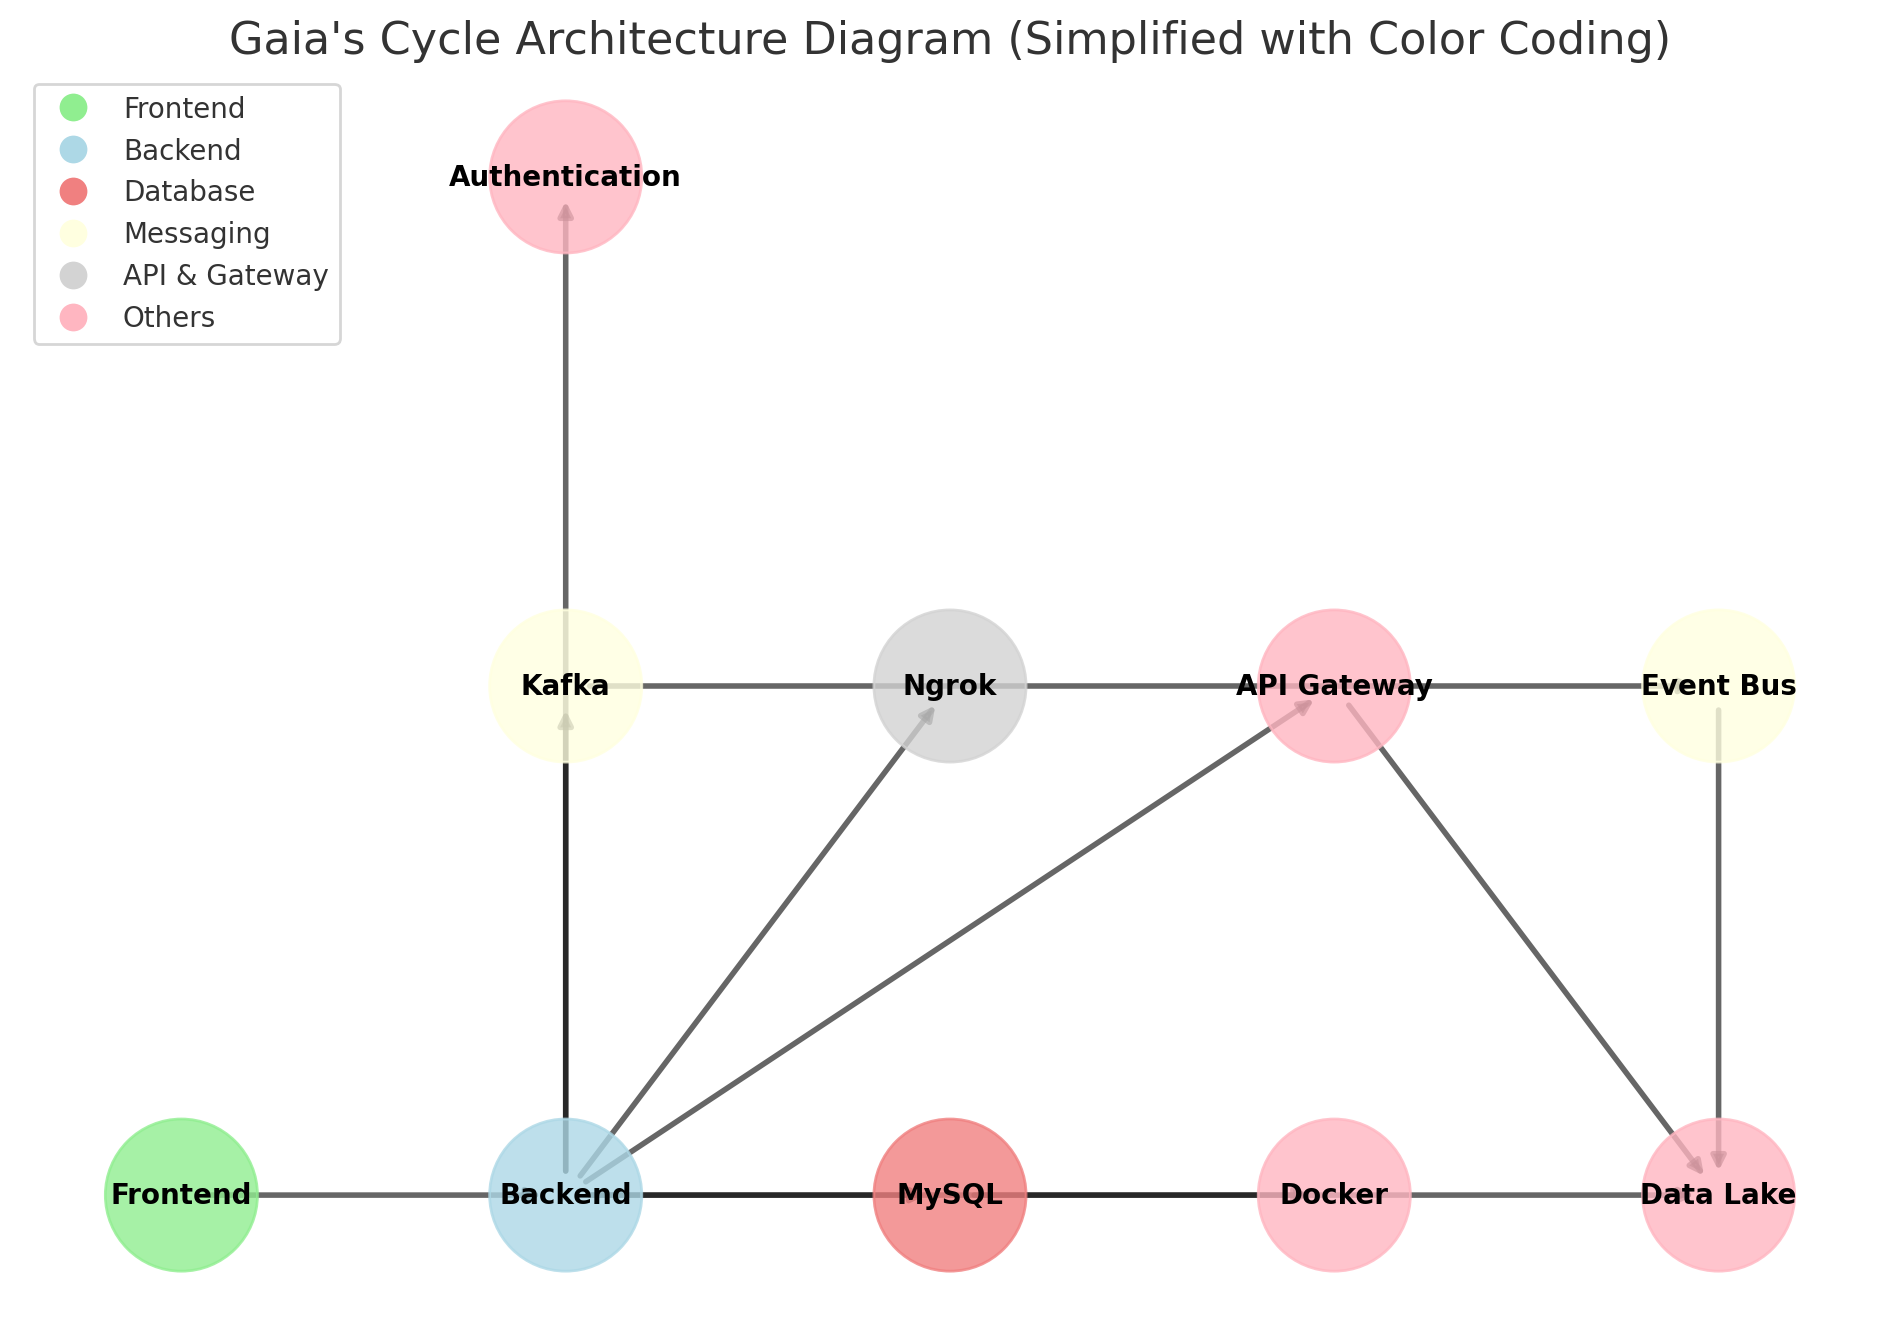 Gaia's Cycle Architecture Diagram (Simplified with Color Coding)
Frontend
Backend
Database
Messaging
API & Gateway
Others
Authentication
Kafka
Ngrok
API Gateway
Event Bus
Frontend
Backend
MySQL
Docker
Data Lake